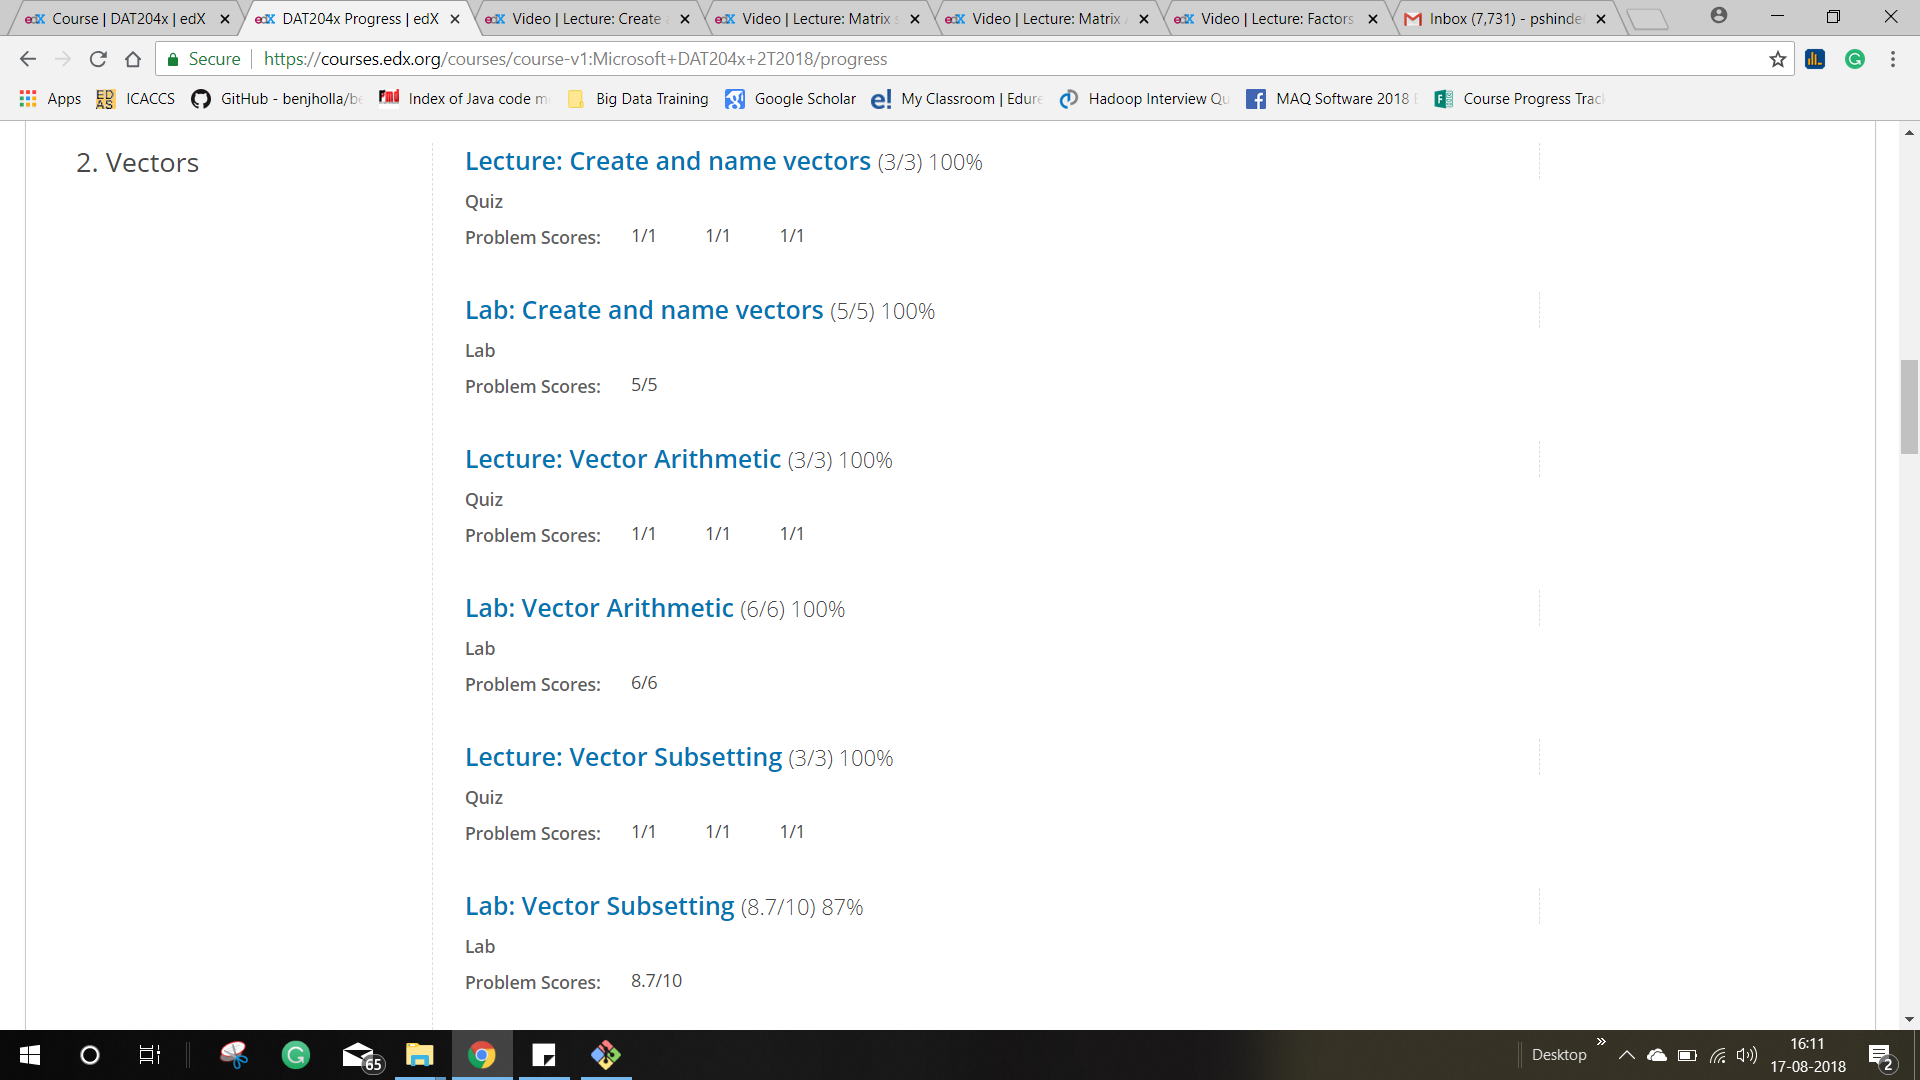 edX Course | DAT204x | edX
edX DAT204x Progress | edX
edX Video | Lecture: Create
edX Video | Lecture: Matrix s
edX Video | Lecture: Matrix
edX Video | Lecture: Factors
Inbox (7,731) - pshinde
Secure https://courses.edx.org/courses/course-v1:Microsoft+DAT204x+2T2018/progress
Apps
ED AS ICACCS
GitHub - benjholla/b
Fmd Index of Java code m
Big Data Training
Google Scholar
e! My Classroom | Edure
Hadoop Interview Qu
MAQ Software 2018
Course Progress Trac
2. Vectors
Lecture: Create and name vectors (3/3) 100%
Quiz
Problem Scores: 1/1 1/1 1/1
Lab: Create and name vectors (5/5) 100%
Lab
Problem Scores: 5/5
Lecture: Vector Arithmetic (3/3) 100%
Quiz
Problem Scores: 1/1 1/1 1/1
Lab: Vector Arithmetic (6/6) 100%
Lab
Problem Scores: 6/6
Lecture: Vector Subsetting (3/3) 100%
Quiz
Problem Scores: 1/1 1/1 1/1
Lab: Vector Subsetting (8.7/10) 87%
Lab
Problem Scores: 8.7/10
65
Desktop
16:11
17-08-2018
2